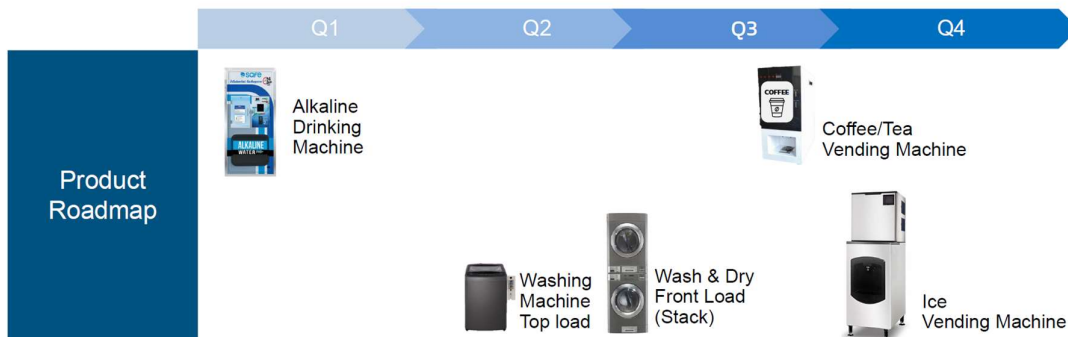 Q1
Q2
Q3
Q4
Product
Roadmap
safe
Alkaline
Drinking
Machine
ALKALINE
WATER
COFFEE
Coffee/Tea
Vending Machine
Washing
Machine
Top load
Wash & Dry
Front Load
(Stack)
Ice
Vending Machine